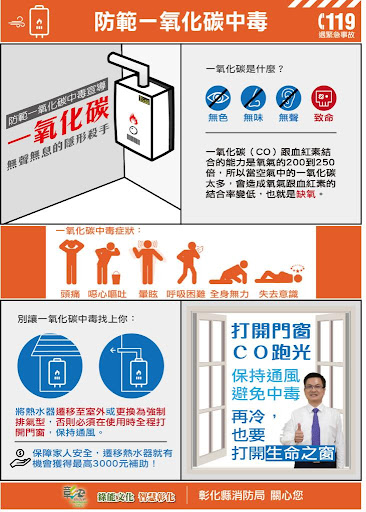 防範一氧化碳中毒
119
遇緊急事故
防範一氧化碳中毒宣導
一氧化碳
無聲無息的隱形殺手
一氧化碳是什麼？
無色 無味 無聲 致命
一氧化碳（CO）跟血紅素結
合的能力是氧氣的200到250
倍，所以當空氣中的一氧化碳
太多，會造成氧氣跟血紅素的
結合率變低，也就是缺氧。
一氧化碳中毒症狀：
頭痛 噁心嘔吐 暈眩 呼吸困難 全身無力 失去意識
別讓一氧化碳中毒找上你：
將熱水器遷移至室外或更換為強制
排氣型，否則必須在使用時全程打
開門窗，保持通風。
保障家人安全，遷移熱水器就有
機會獲得最高3000元補助！
打開門窗
CO跑光
保持通風
避免中毒
再冷，
也要
打開生命之窗
綠能文化 智慧彰化
彰化縣消防局 關心您